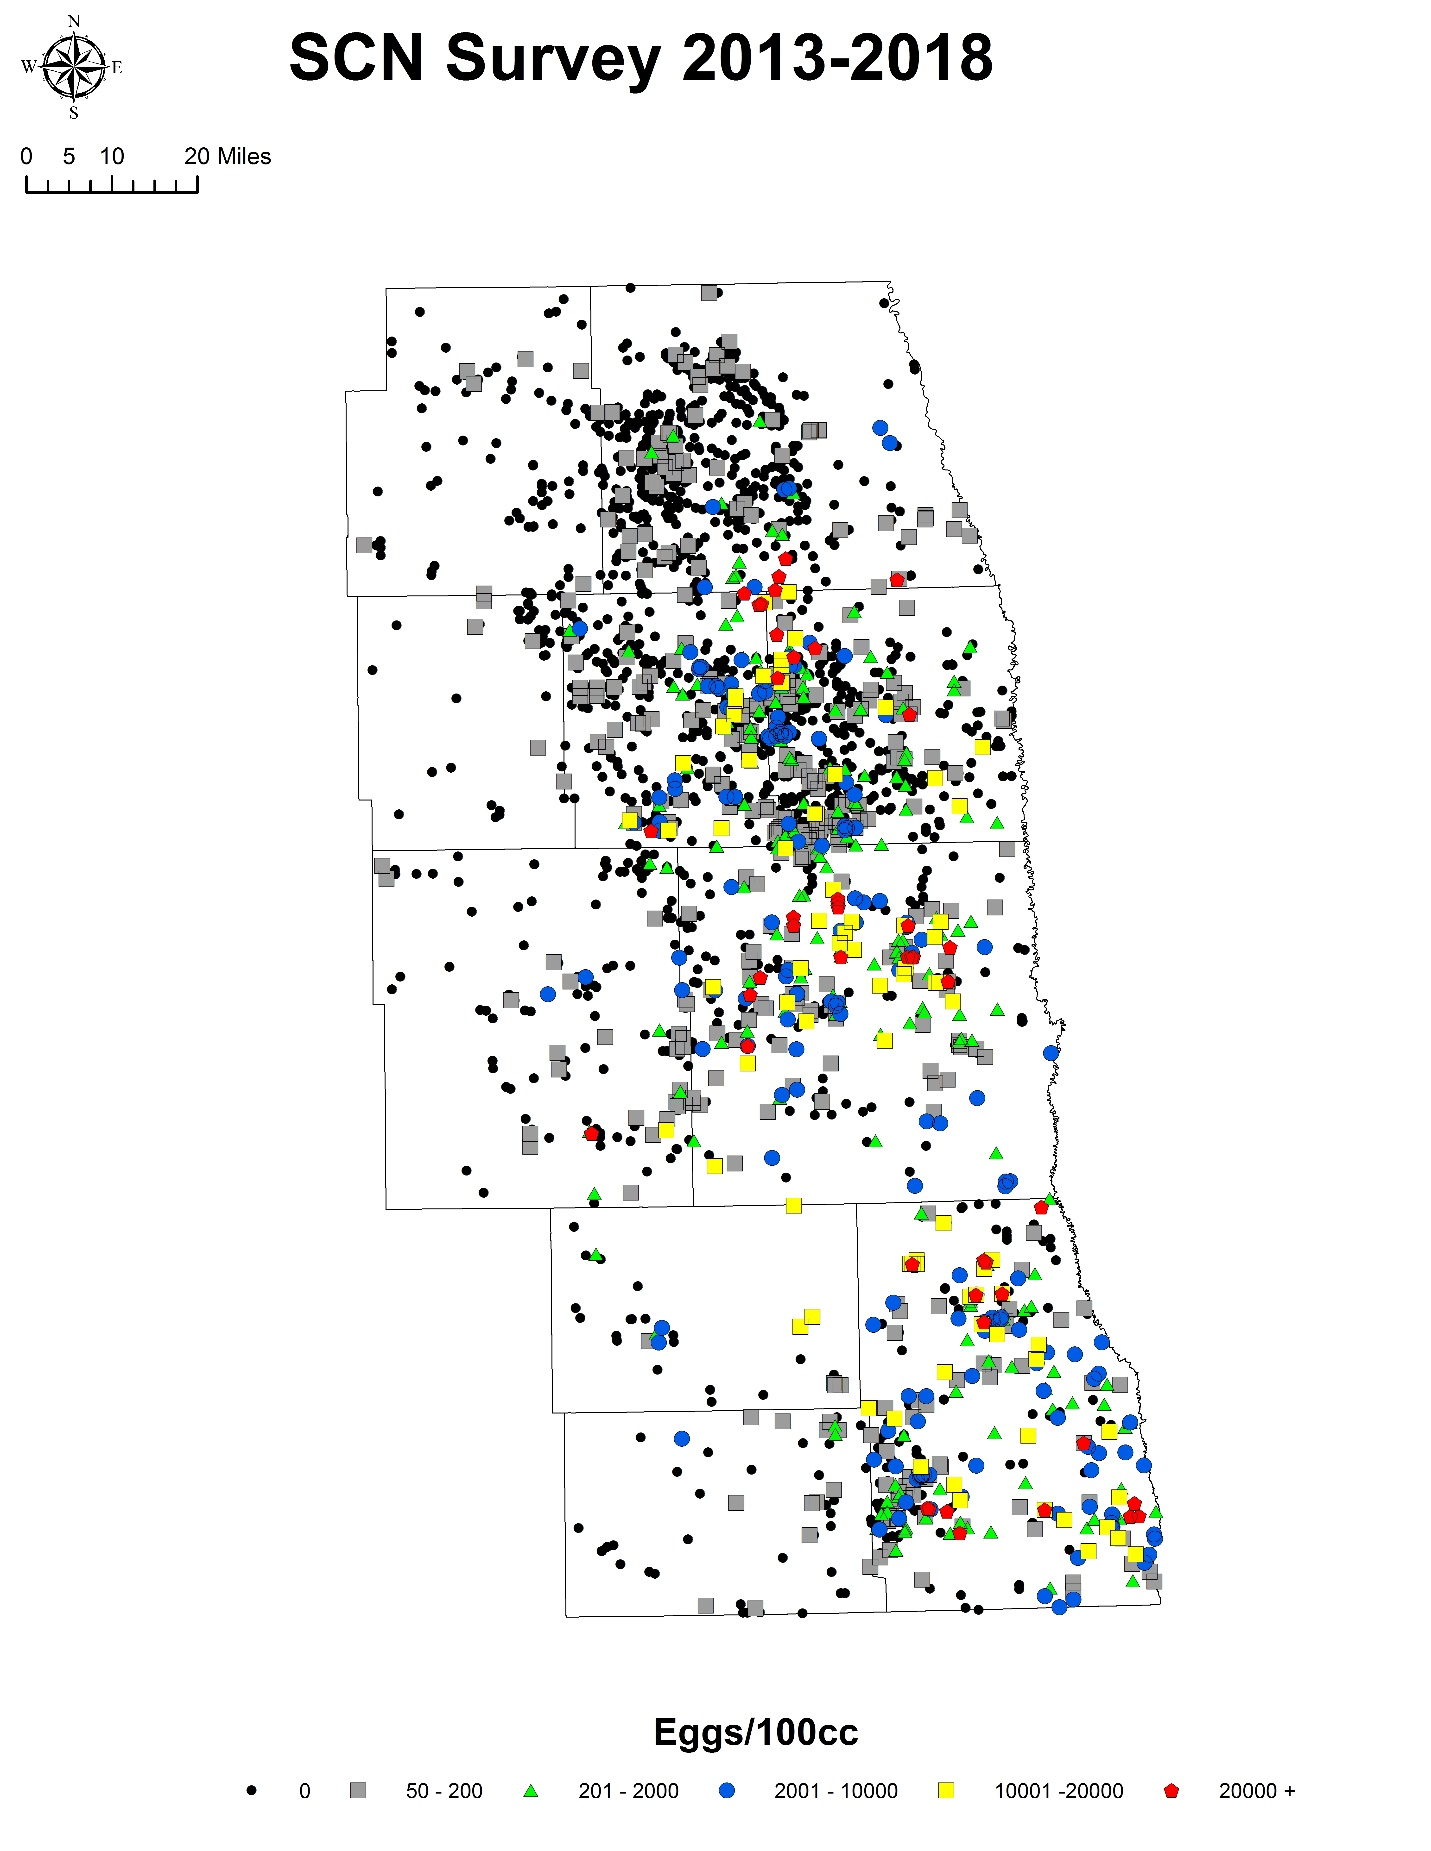 N
SCN Survey 2013-2018
W E
S
0 5 10 20 Miles
Eggs/100cc
0 50 - 200 201 - 2000 2001 - 10000 10001 -20000 20000 +